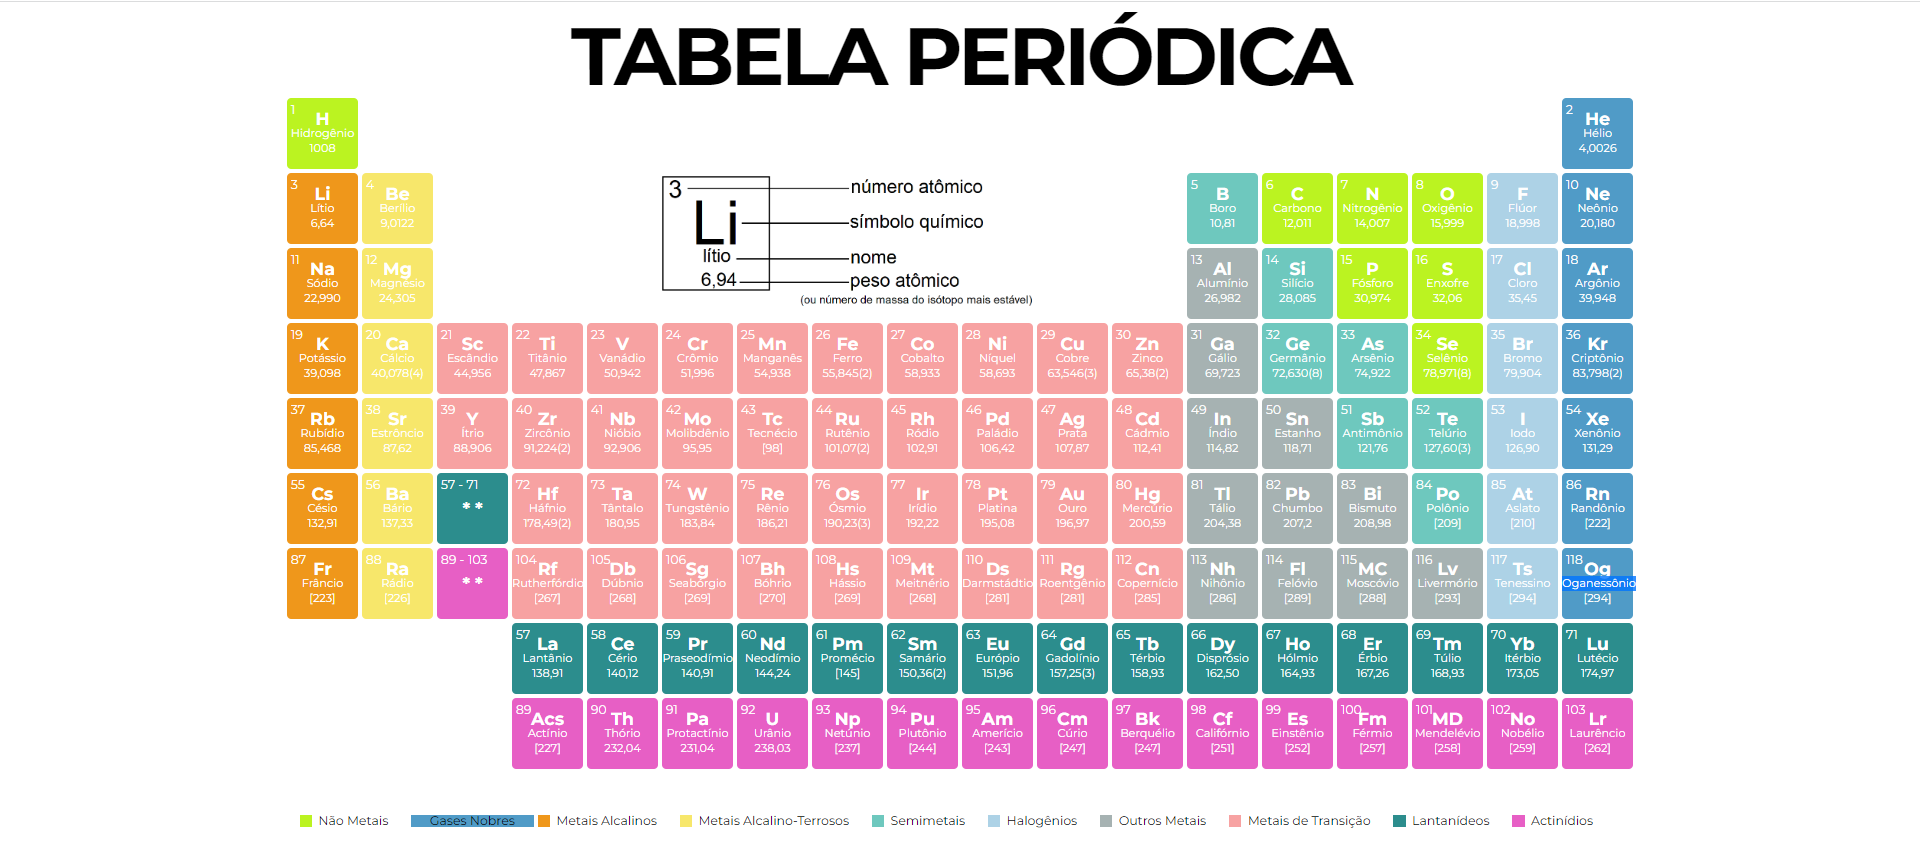 TABELA PERIÓDICA
1
H
Hidrogênio
1008
2
He
Hélio
4,0026
3
Li
Lítio
6,64
4
Be
Berílio
9,0122
3
Li
lítio
6,94
número atômico
símbolo químico
nome
peso atômico
(ou número de massa do isótopo mais estável)
5
B
Boro
10,81
6
C
Carbono
12,011
7
N
Nitrogênio
14,007
8
O
Oxigênio
15,999
9
F
Flúor
18,998
10
Ne
Neônio
20,180
11
Na
Sódio
22,990
12
Mg
Magnésio
24,305
13
Al
Alumínio
26,982
14
Si
Silício
28,085
15
P
Fósforo
30,974
16
S
Enxofre
32,06
17
Cl
Cloro
35,45
18
Ar
Argônio
39,948
19
K
Potássio
39,098
20
Ca
Cálcio
40,078(4)
21
Sc
Escândio
44,956
22
Ti
Titânio
47,867
23
V
Vanádio
50,942
24
Cr
Crômio
51,996
25
Mn
Manganês
54,938
26
Fe
Ferro
55,845(2)
27
Co
Cobalto
58,933
28
Ni
Níquel
58,693
29
Cu
Cobre
63,546(3)
30
Zn
Zinco
65,38(2)
31
Ga
Gálio
69,723
32
Ge
Germânio
72,630(8)
33
As
Arsênio
74,922
34
Se
Selênio
78,971(8)
35
Br
Bromo
79,904
36
Kr
Criptônio
83,798(2)
37
Rb
Rubídio
85,468
38
Sr
Estrôncio
87,62
39
Y
Ítrio
88,906
40
Zr
Zircônio
91,224(2)
41
Nb
Nióbio
92,906
42
Mo
Molibdênio
95,95
43
Tc
Tecnécio
[98]
44
Ru
Rutênio
101,07(2)
45
Rh
Ródio
102,91
46
Pd
Paládio
106,42
47
Ag
Prata
107,87
48
Cd
Cádmio
112,41
49
In
Índio
114,82
50
Sn
Estanho
118,71
51
Sb
Antimônio
121,76
52
Te
Telúrio
127,60(3)
53
I
Iodo
126,90
54
Xe
Xenônio
131,29
55
Cs
Césio
132,91
56
Ba
Bário
137,33
57 - 71
* *
72
Hf
Háfnio
178,49(2)
73
Ta
Tântalo
180,95
74
W
Tungstênio
183,84
75
Re
Rênio
186,21
76
Os
Ósmio
190,23(3)
77
Ir
Irídio
192,22
78
Pt
Platina
195,08
79
Au
Ouro
196,97
80
Hg
Mercúrio
200,59
81
Tl
Tálio
204,38
82
Pb
Chumbo
207,2
83
Bi
Bismuto
208,98
84
Po
Polônio
[209]
85
At
Astato
[210]
86
Rn
Randônio
[222]
87
Fr
Frâncio
[223]
88
Ra
Rádio
[226]
89 - 103
* *
104
Rf
Rutherfórdio
[267]
105
Db
Dúbnio
[268]
106
Sg
Seabórgio
[269]
107
Bh
Bóhrio
[270]
108
Hs
Hássio
[269]
109
Mt
Meitnério
[268]
110
Ds
Darmstádtio
[281]
111
Rg
Roentgênio
[281]
112
Cn
Copernício
[285]
113
Nh
Nihônio
[286]
114
Fl
Felóvio
[289]
115
MC
Moscóvio
[288]
116
Lv
Livermório
[293]
117
Ts
Tenessino
[294]
118
Og
Oganessônio
[294]
57
La
Lantânio
138,91
58
Ce
Cério
140,12
59
Pr
Praseodímio
140,91
60
Nd
Neodímio
144,24
61
Pm
Promécio
[145]
62
Sm
Samário
150,36(2)
63
Eu
Európio
151,96
64
Gd
Gadolínio
157,25(3)
65
Tb
Térbio
158,93
66
Dy
Disprósio
162,50
67
Ho
Hólmio
164,93
68
Er
Érbio
167,26
69
Tm
Túlio
168,93
70
Yb
Itérbio
173,05
71
Lu
Lutécio
174,97
89
Acs
Actínio
[227]
90
Th
Thório
232,04
91
Pa
Protactínio
231,04
92
U
Urânio
238,03
93
Np
Netúnio
[237]
94
Pu
Plutônio
[244]
95
Am
Amerício
[243]
96
Cm
Cúrio
[247]
97
Bk
Berquélio
[247]
98
Cf
Califórnio
[251]
99
Es
Einstênio
[252]
100
Fm
Férmio
[257]
101
MD
Mendelévio
[258]
102
No
Nobélio
[259]
103
Lr
Laurêncio
[262]
Não Metais
Gases Nobres
Metais Alcalinos
Metais Alcalino-Terrosos
Semimetais
Halogênios
Outros Metais
Metais de Transição
Lantanídeos
Actinídios